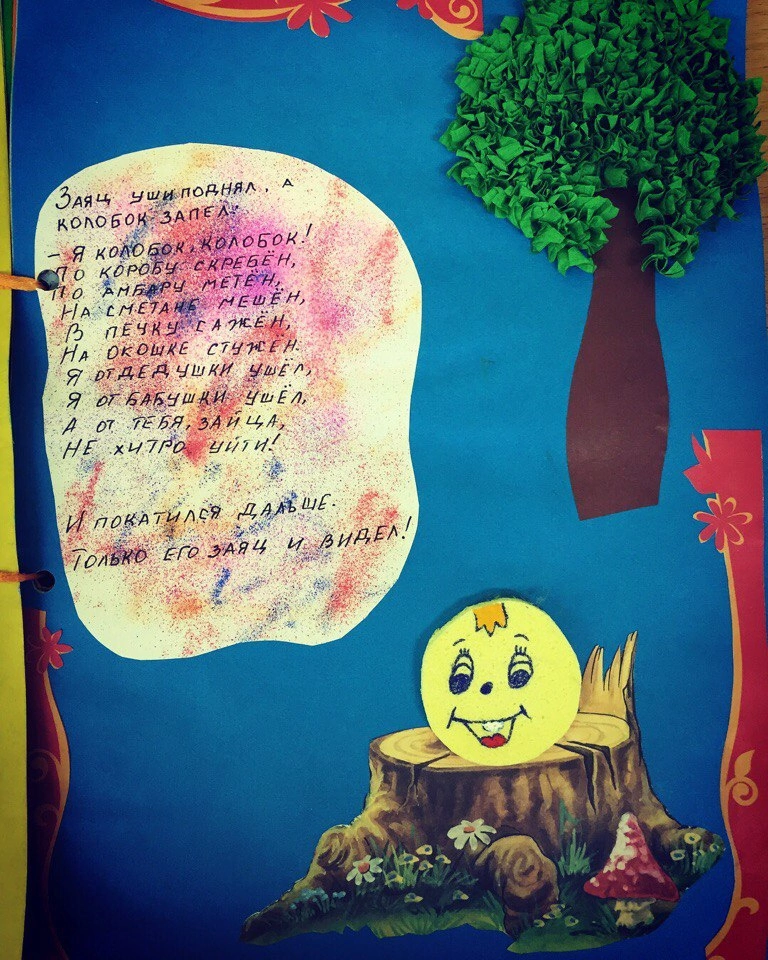 Заяц уши поднял, а
колобок запел:
- Я колобок, колобок!
По коробу скребён,
По амбару метён,
На сметане мешён,
В печку сажён,
На окошке стужен.
Я от дедушки ушёл,
Я от бабушки ушёл,
А от тебя, зайца,
Не хитро уйти!
И покатился дальше.
Только его заяц и видел!